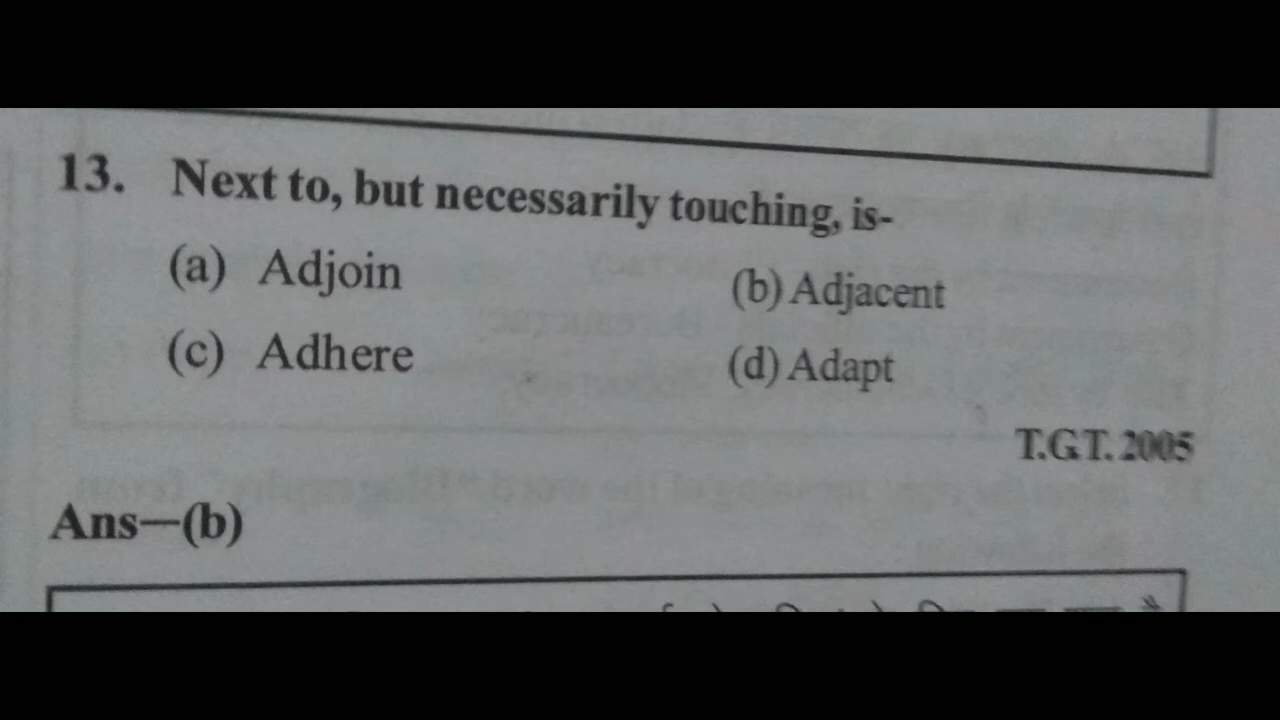 13. Next to, but necessarily touching, is-
(a) Adjoin (b) Adjacent
(c) Adhere (d) Adapt
T.G.T. 2005
Ans—(b)